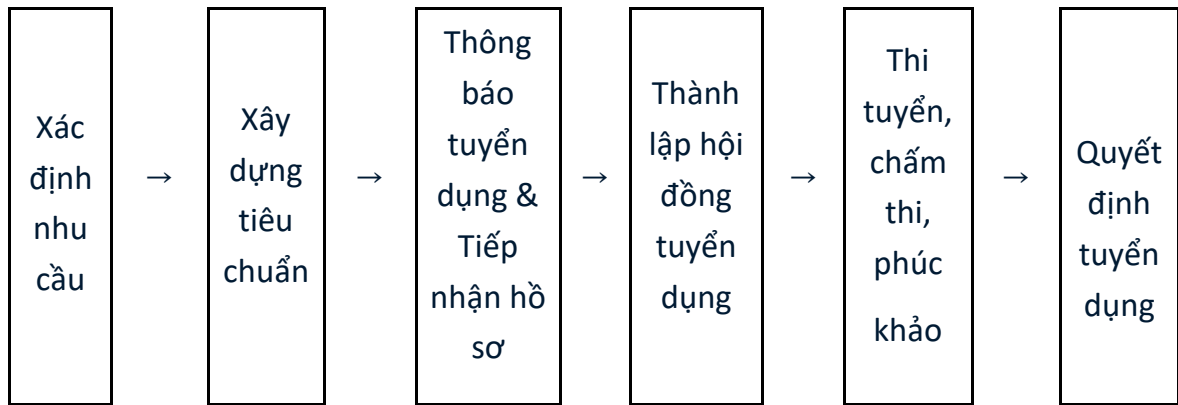 Xác
định
nhu
cầu
→
Xây
dựng
tiêu
chuẩn
→
Thông
báo
tuyển
dụng &
Tiếp
nhận hồ
sơ
→
Thành
lập hội
đồng
tuyển
dụng
→
Thi
tuyển,
chấm
thi,
phúc
khảo
→
Quyết
định
tuyển
dụng